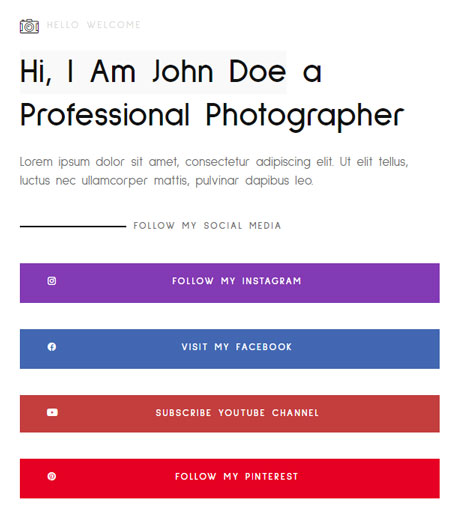 HELLO WELCOME
Hi, I Am John Doe a
Professional Photographer
Lorem ipsum dolor sit amet, consectetur adipiscing elit. Ut elit tellus,
luctus nec ullamcorper mattis, pulvinar dapibus leo.
FOLLOW MY SOCIAL MEDIA
FOLLOW MY INSTAGRAM
VISIT MY FACEBOOK
SUBSCRIBE YOUTUBE CHANNEL
FOLLOW MY PINTEREST